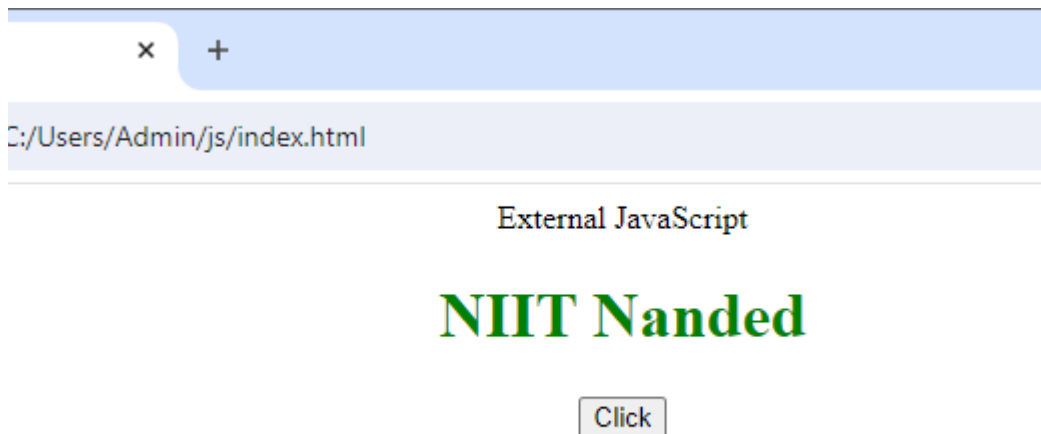 C:/Users/Admin/js/index.html
External JavaScript
NIIT Nanded
Click